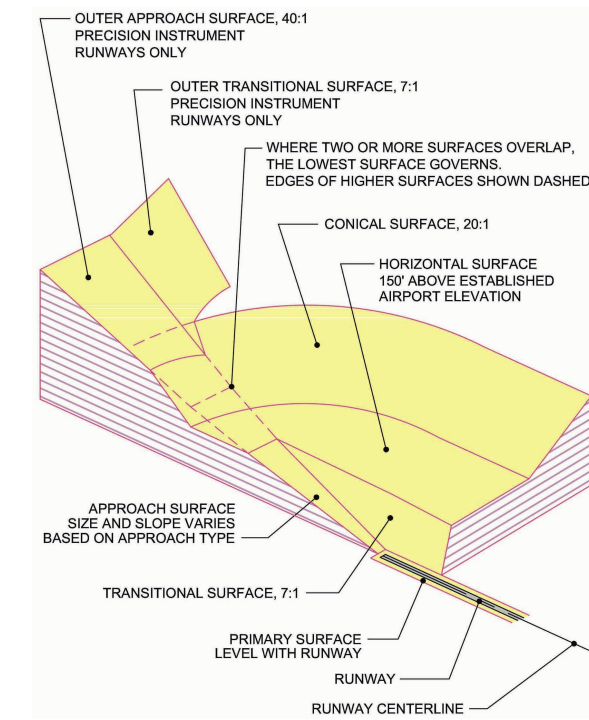 OUTER APPROACH SURFACE, 40:1
PRECISION INSTRUMENT
RUNWAYS ONLY
OUTER TRANSITIONAL SURFACE, 7:1
PRECISION INSTRUMENT
RUNWAYS ONLY
WHERE TWO OR MORE SURFACES OVERLAP,
THE LOWEST SURFACE GOVERNS.
EDGES OF HIGHER SURFACES SHOWN DASHED
CONICAL SURFACE, 20:1
HORIZONTAL SURFACE
150' ABOVE ESTABLISHED
AIRPORT ELEVATION
APPROACH SURFACE
SIZE AND SLOPE VARIES
BASED ON APPROACH TYPE
TRANSITIONAL SURFACE, 7:1
PRIMARY SURFACE
LEVEL WITH RUNWAY
RUNWAY
RUNWAY CENTERLINE